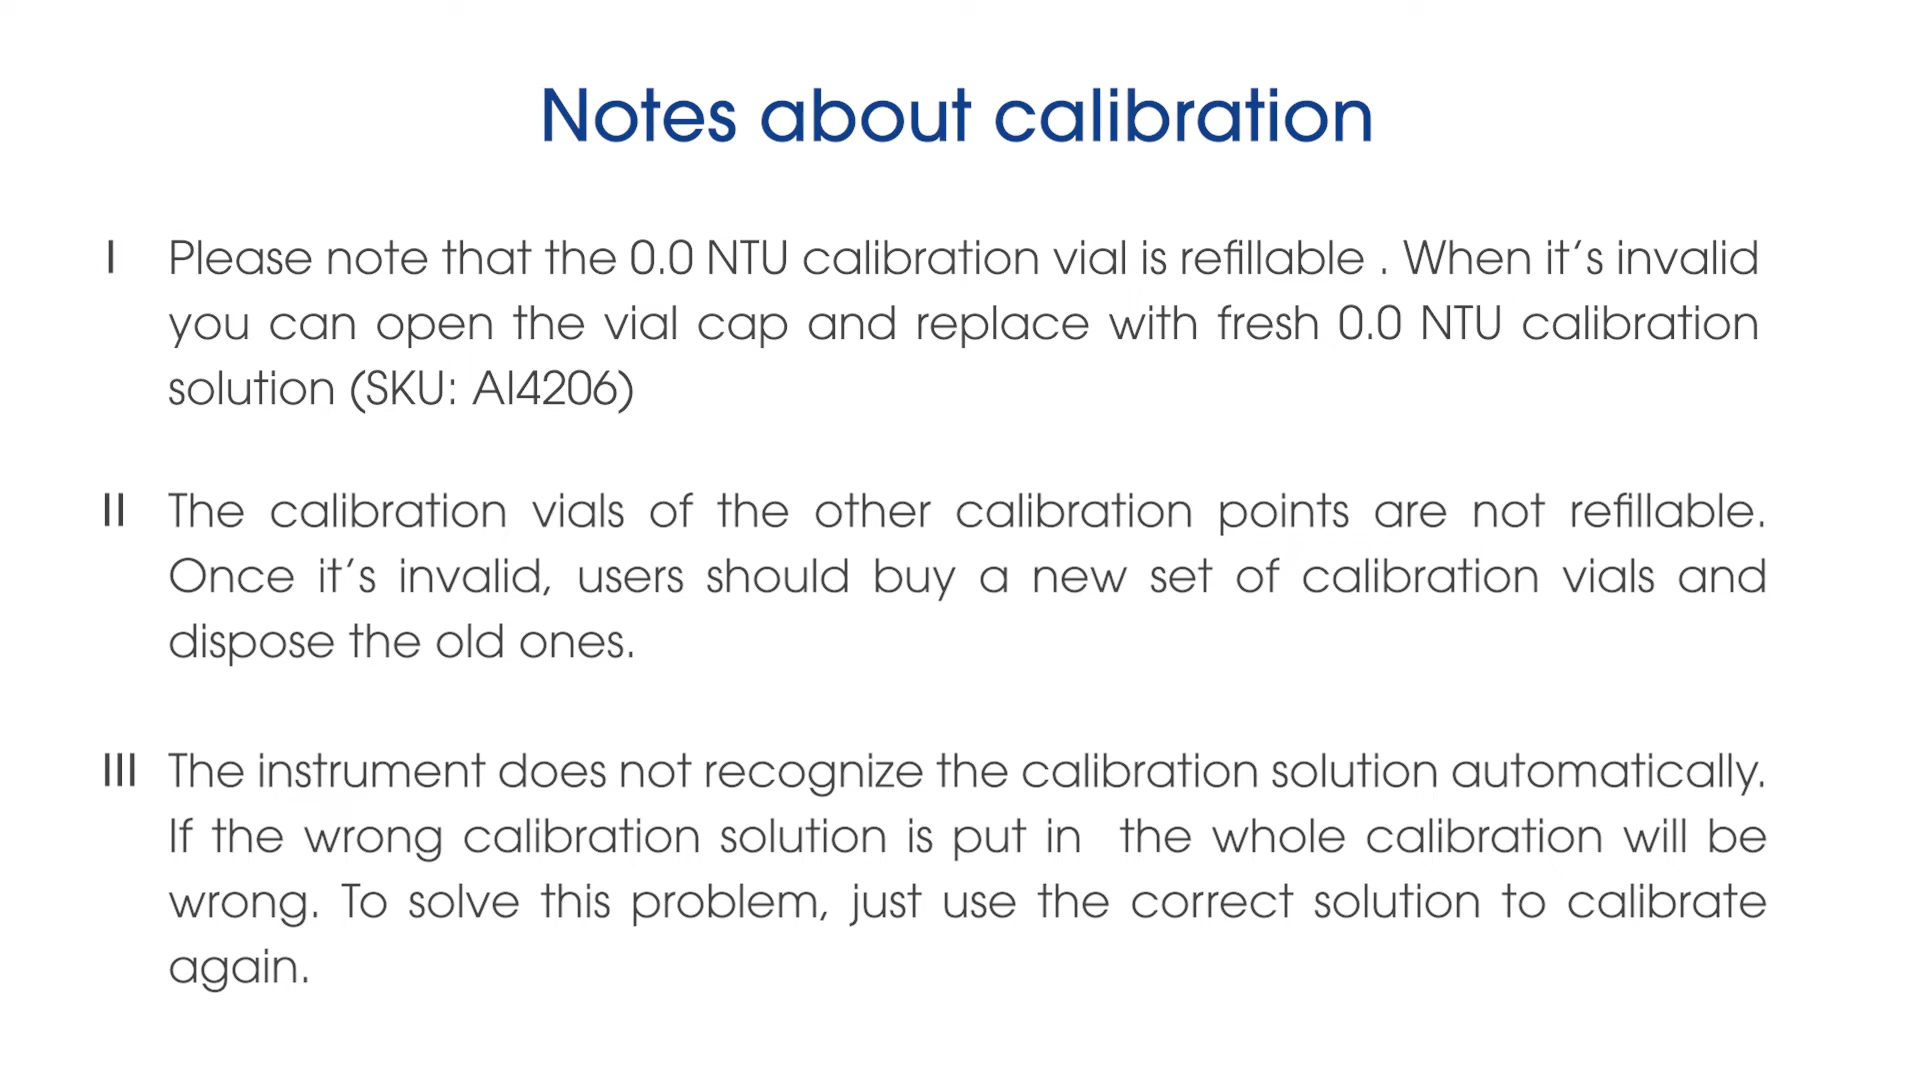 Notes about calibration
I Please note that the 0.0 NTU calibration vial is refillable . When it's invalid
you can open the vial cap and replace with fresh 0.0 NTU calibration
solution (SKU: AI4206)
II The calibration vials of the other calibration points are not refillable.
Once it's invalid, users should buy a new set of calibration vials and
dispose the old ones.
III The instrument does not recognize the calibration solution automatically.
If the wrong calibration solution is put in  the whole calibration will be
wrong. To solve this problem, just use the correct solution to calibrate
again.